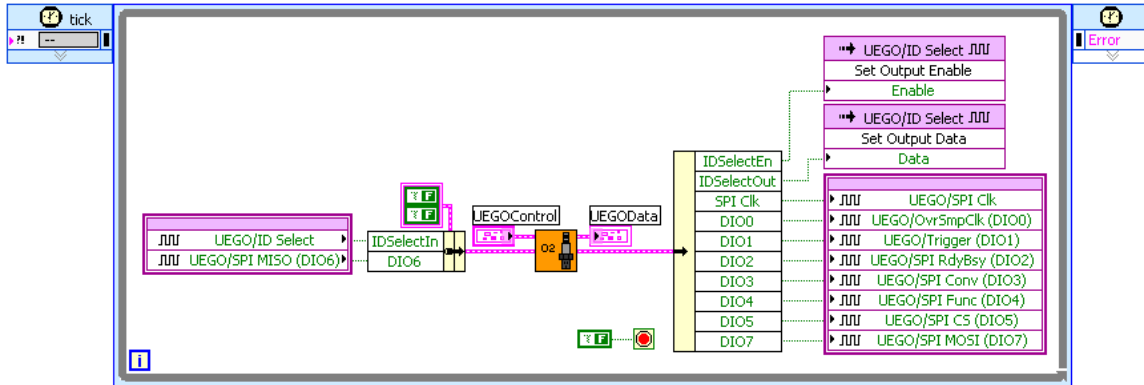 tick
?!
--
Error
UEGO/ID Select
Set Output Enable
Enable
UEGO/ID Select
Set Output Data
Data
IDSelectEn
IDSelectOut
SPI Clk
DIO0
DIO1
DIO2
DIO3
DIO4
DIO5
DIO7
UEGO/SPI Clk
UEGO/OvrSmpClk (DIO0)
UEGO/Trigger (DIO1)
UEGO/SPI RdyBsy (DIO2)
UEGO/SPI Conv (DIO3)
UEGO/SPI Func (DIO4)
UEGO/SPI CS (DIO5)
UEGO/SPI MOSI (DIO7)
? F
? F
UEGOControl
UEGOData
O2
UEGO/ID Select
UEGO/SPI MISO (DIO6)
IDSelectIn
DIO6
? F
i